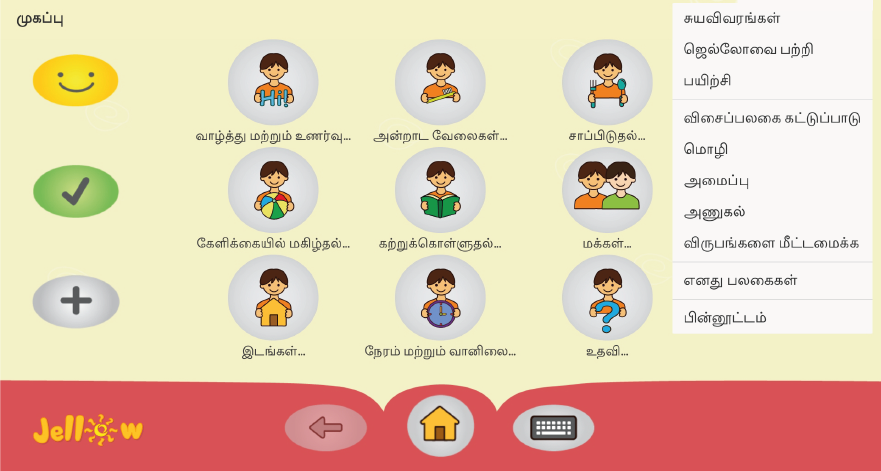 முகப்பு
வாழ்த்து மற்றும் உணர்வு...
அன்றாட வேலைகள்...
சாப்பிடுதல்...
Hi!
கேளிக்கையில் மகிழ்தல்...
கற்றுக்கொள்ளுதல்...
மக்கள்...
இடங்கள்...
நேரம் மற்றும் வானிலை...
உதவி...
சுயவிவரங்கள்
ஜெல்லோவை பற்றி
பயிற்சி
விசைப்பலகை கட்டுப்பாடு
மொழி
அமைப்பு
அணுகல்
விருபங்களை மீட்டமைக்க
எனது பலகைகள்
பின்னூட்டம்
Jellow